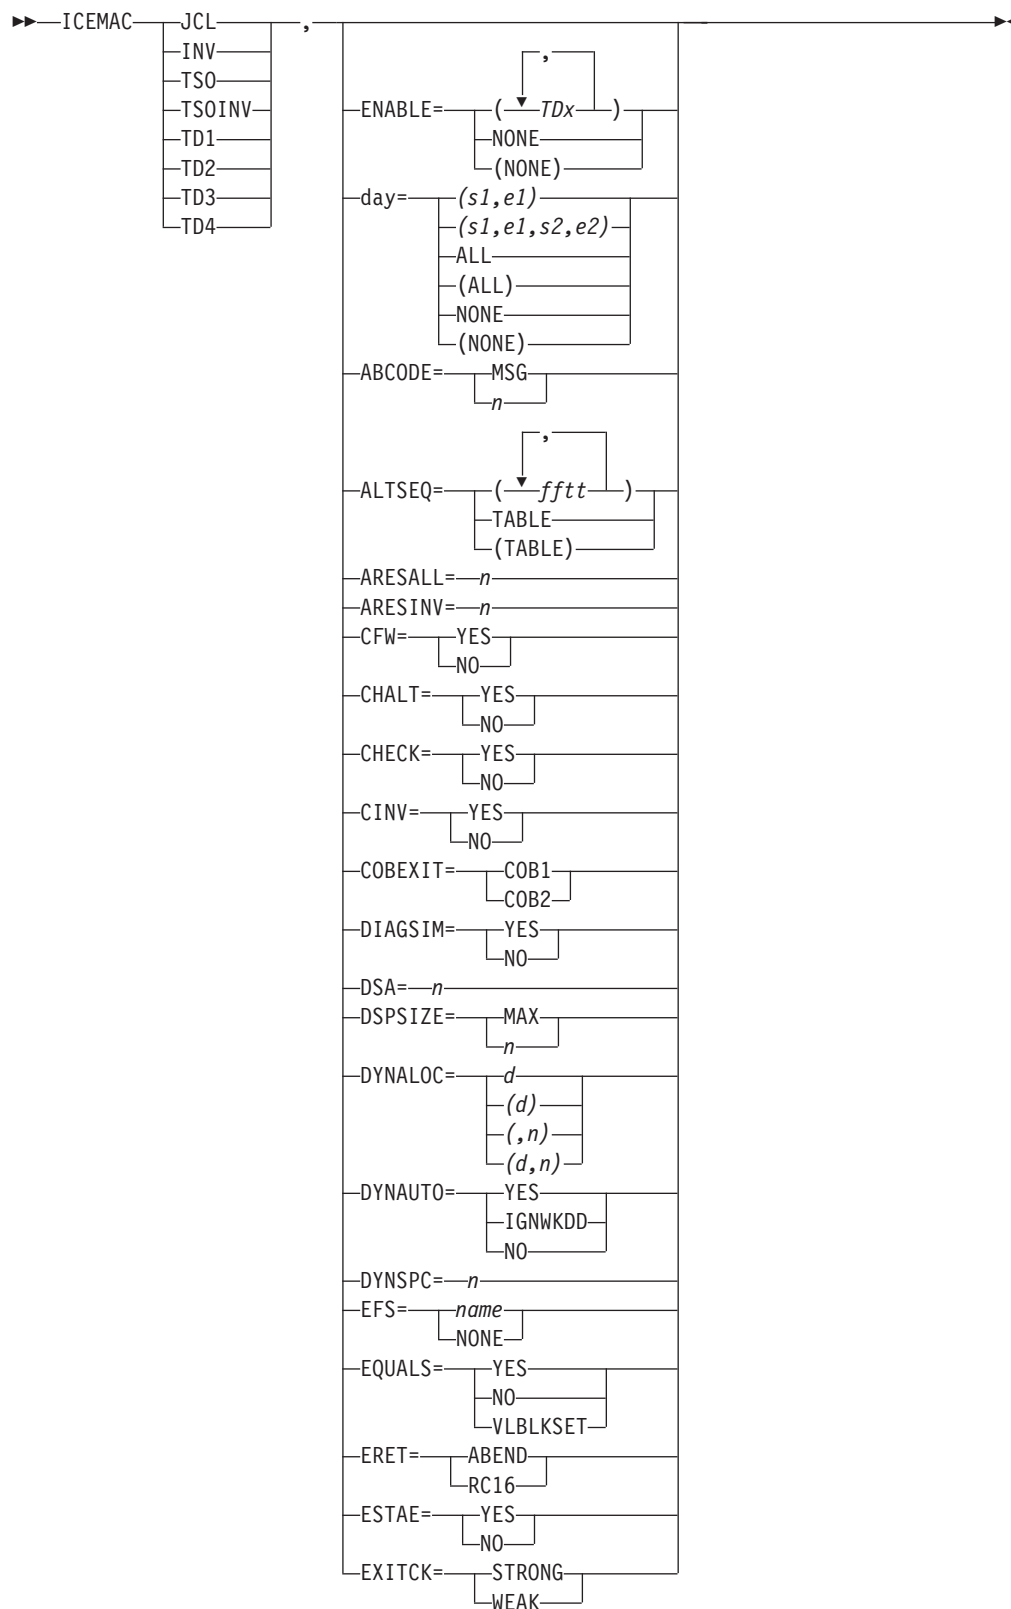 ICEMAC JCL ,
INV ,
TSO ENABLE= ( TDx )
TSOINV NONE
TD1 (NONE)
TD2 day= (s1,e1)
TD3 (s1,e1,s2,e2)
TD4 ALL
(ALL)
NONE
(NONE)
ABCODE= MSG
n
,
ALTSEQ= ( fftt )
TABLE
(TABLE)
ARESALL= n
ARESINV= n
CFW= YES
NO
CHALT= YES
NO
CHECK= YES
NO
CINV= YES
NO
COBEXIT= COB1
COB2
DIAGSIM= YES
NO
DSA= n
DSPSIZE= MAX
n
DYNALOC= d
(d)
(,n)
(d,n)
DYNAUTO= YES
IGNWKDD
NO
DYNSPC= n
EFS= name
NONE
EQUALS= YES
NO
VLBLKSET
ERET= ABEND
RC16
ESTAE= YES
NO
EXITCK= STRONG
WEAK